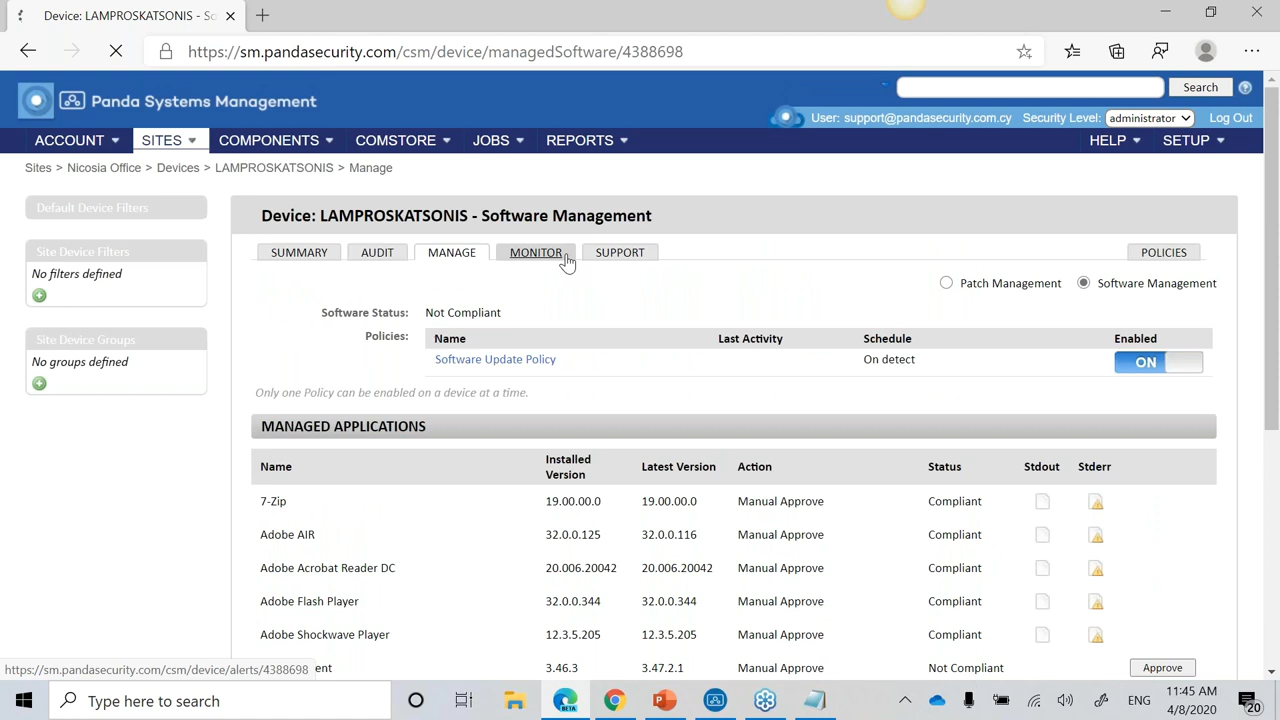 Device: LAMPROSKATSONIS - So
https://sm.pandasecurity.com/csm/device/managedSoftware/4388698
Panda Systems Management
Search
User: support@pandasecurity.com.cy Security Level: administrator Log Out
ACCOUNT SITES COMPONENTS COMSTORE JOBS REPORTS HELP SETUP
Sites > Nicosia Office > Devices > LAMPROSKATSONIS > Manage
Default Device Filters
Site Device Filters
No filters defined
Site Device Groups
No groups defined
Device: LAMPROSKATSONIS - Software Management
SUMMARY AUDIT MANAGE MONITOR SUPPORT POLICIES
Patch Management Software Management
Software Status: Not Compliant
Policies: Name Last Activity Schedule Enabled
Software Update Policy On detect ON
Only one Policy can be enabled on a device at a time.
MANAGED APPLICATIONS
Name Installed Version Latest Version Action Status Stdout Stderr
7-Zip 19.00.00.0 19.00.00.0 Manual Approve Compliant
Adobe AIR 32.0.0.125 32.0.0.116 Manual Approve Compliant
Adobe Acrobat Reader DC 20.006.20042 20.006.20042 Manual Approve Compliant
Adobe Flash Player 32.0.0.344 32.0.0.344 Manual Approve Compliant
Adobe Shockwave Player 12.3.5.205 12.3.5.205 Manual Approve Compliant
ent 3.46.3 3.47.2.1 Manual Approve Not Compliant Approve
https://sm.pandasecurity.com/csm/device/alerts/4388698
Type here to search
BETA
ENG
11:45 AM
4/8/2020
20